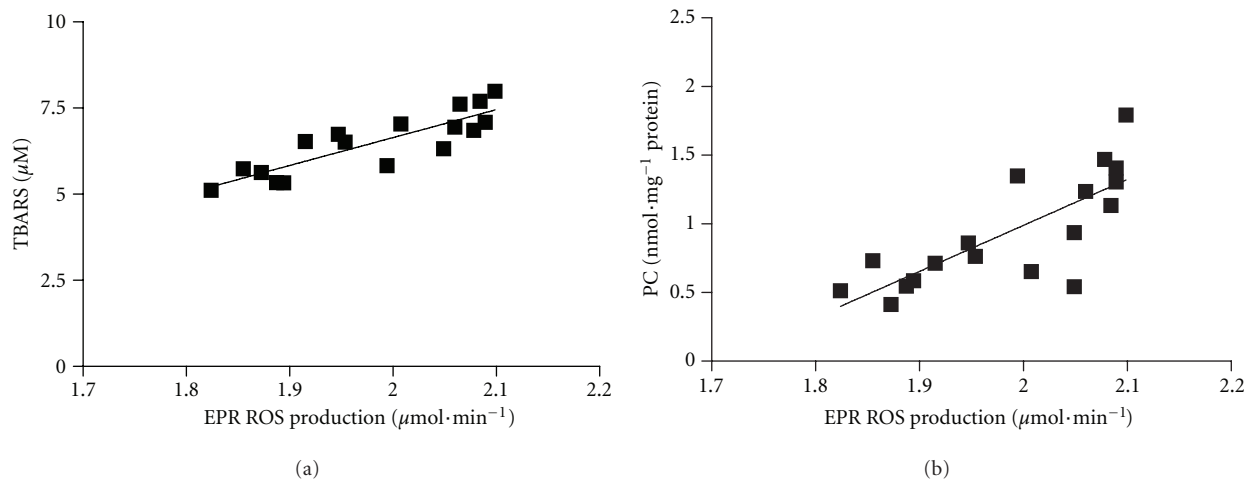 10
7.5
5
2.5
0
TBARS (µM)
1.7 1.8 1.9 2 2.1 2.2
EPR ROS production (µmol·min⁻¹)
(a)
2.5
2
1.5
1
0.5
0
PC (nmol·mg⁻¹ protein)
1.7 1.8 1.9 2 2.1 2.2
EPR ROS production (µmol·min⁻¹)
(b)